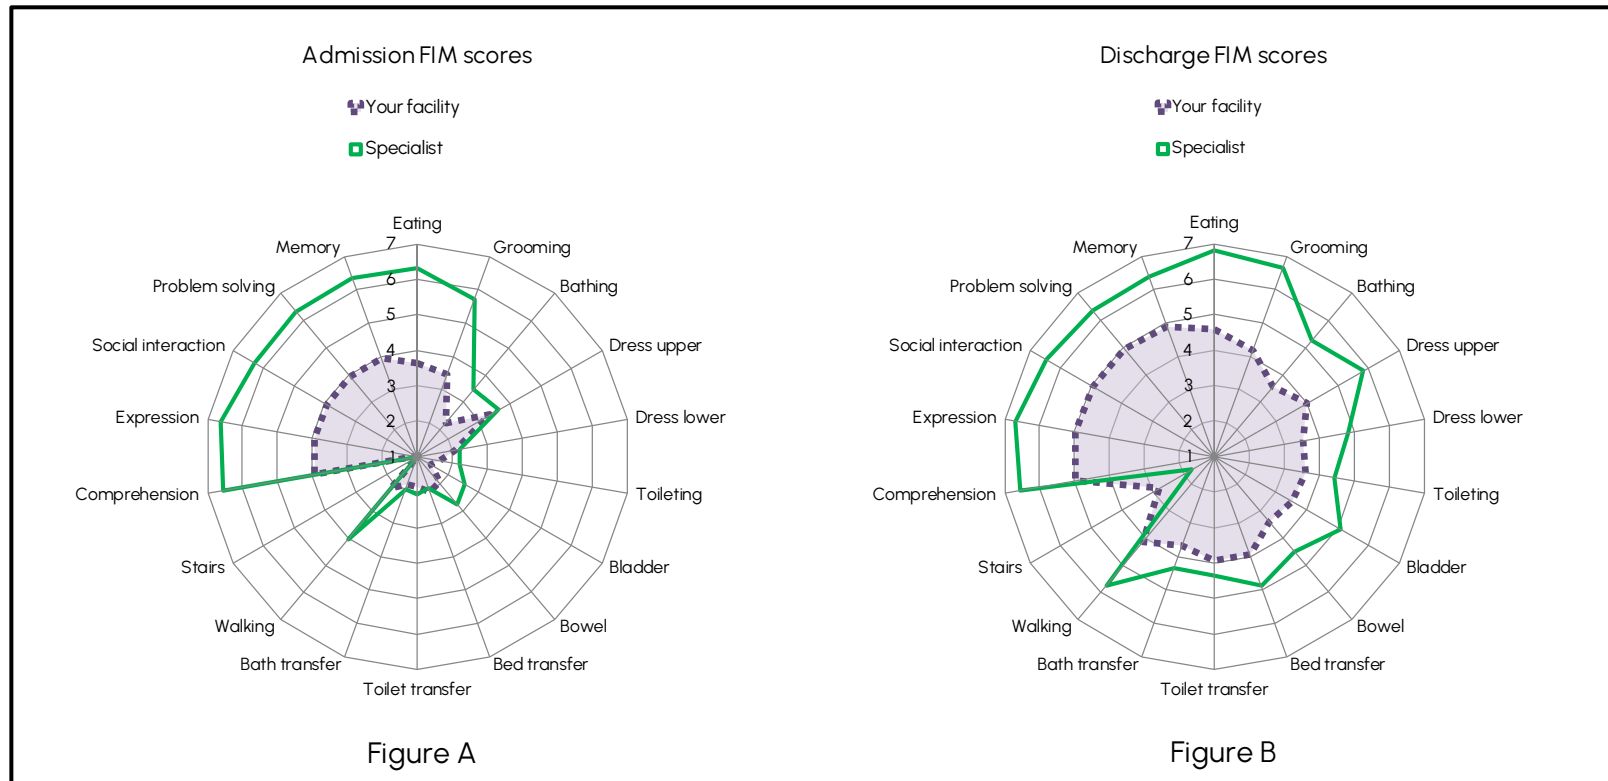 Admission FIM scores
Your facility
Specialist
Eating
Grooming
Bathing
Dress upper
Dress lower
Toileting
Bladder
Bowel
Bed transfer
Toilet transfer
Bath transfer
Walking
Stairs
Comprehension
Expression
Social interaction
Problem solving
Memory
7
6
5
4
3
2
1
Figure A
Discharge FIM scores
Your facility
Specialist
Eating
Grooming
Bathing
Dress upper
Dress lower
Toileting
Bladder
Bowel
Bed transfer
Toilet transfer
Bath transfer
Walking
Stairs
Comprehension
Expression
Social interaction
Problem solving
Memory
7
6
5
4
3
2
1
Figure B